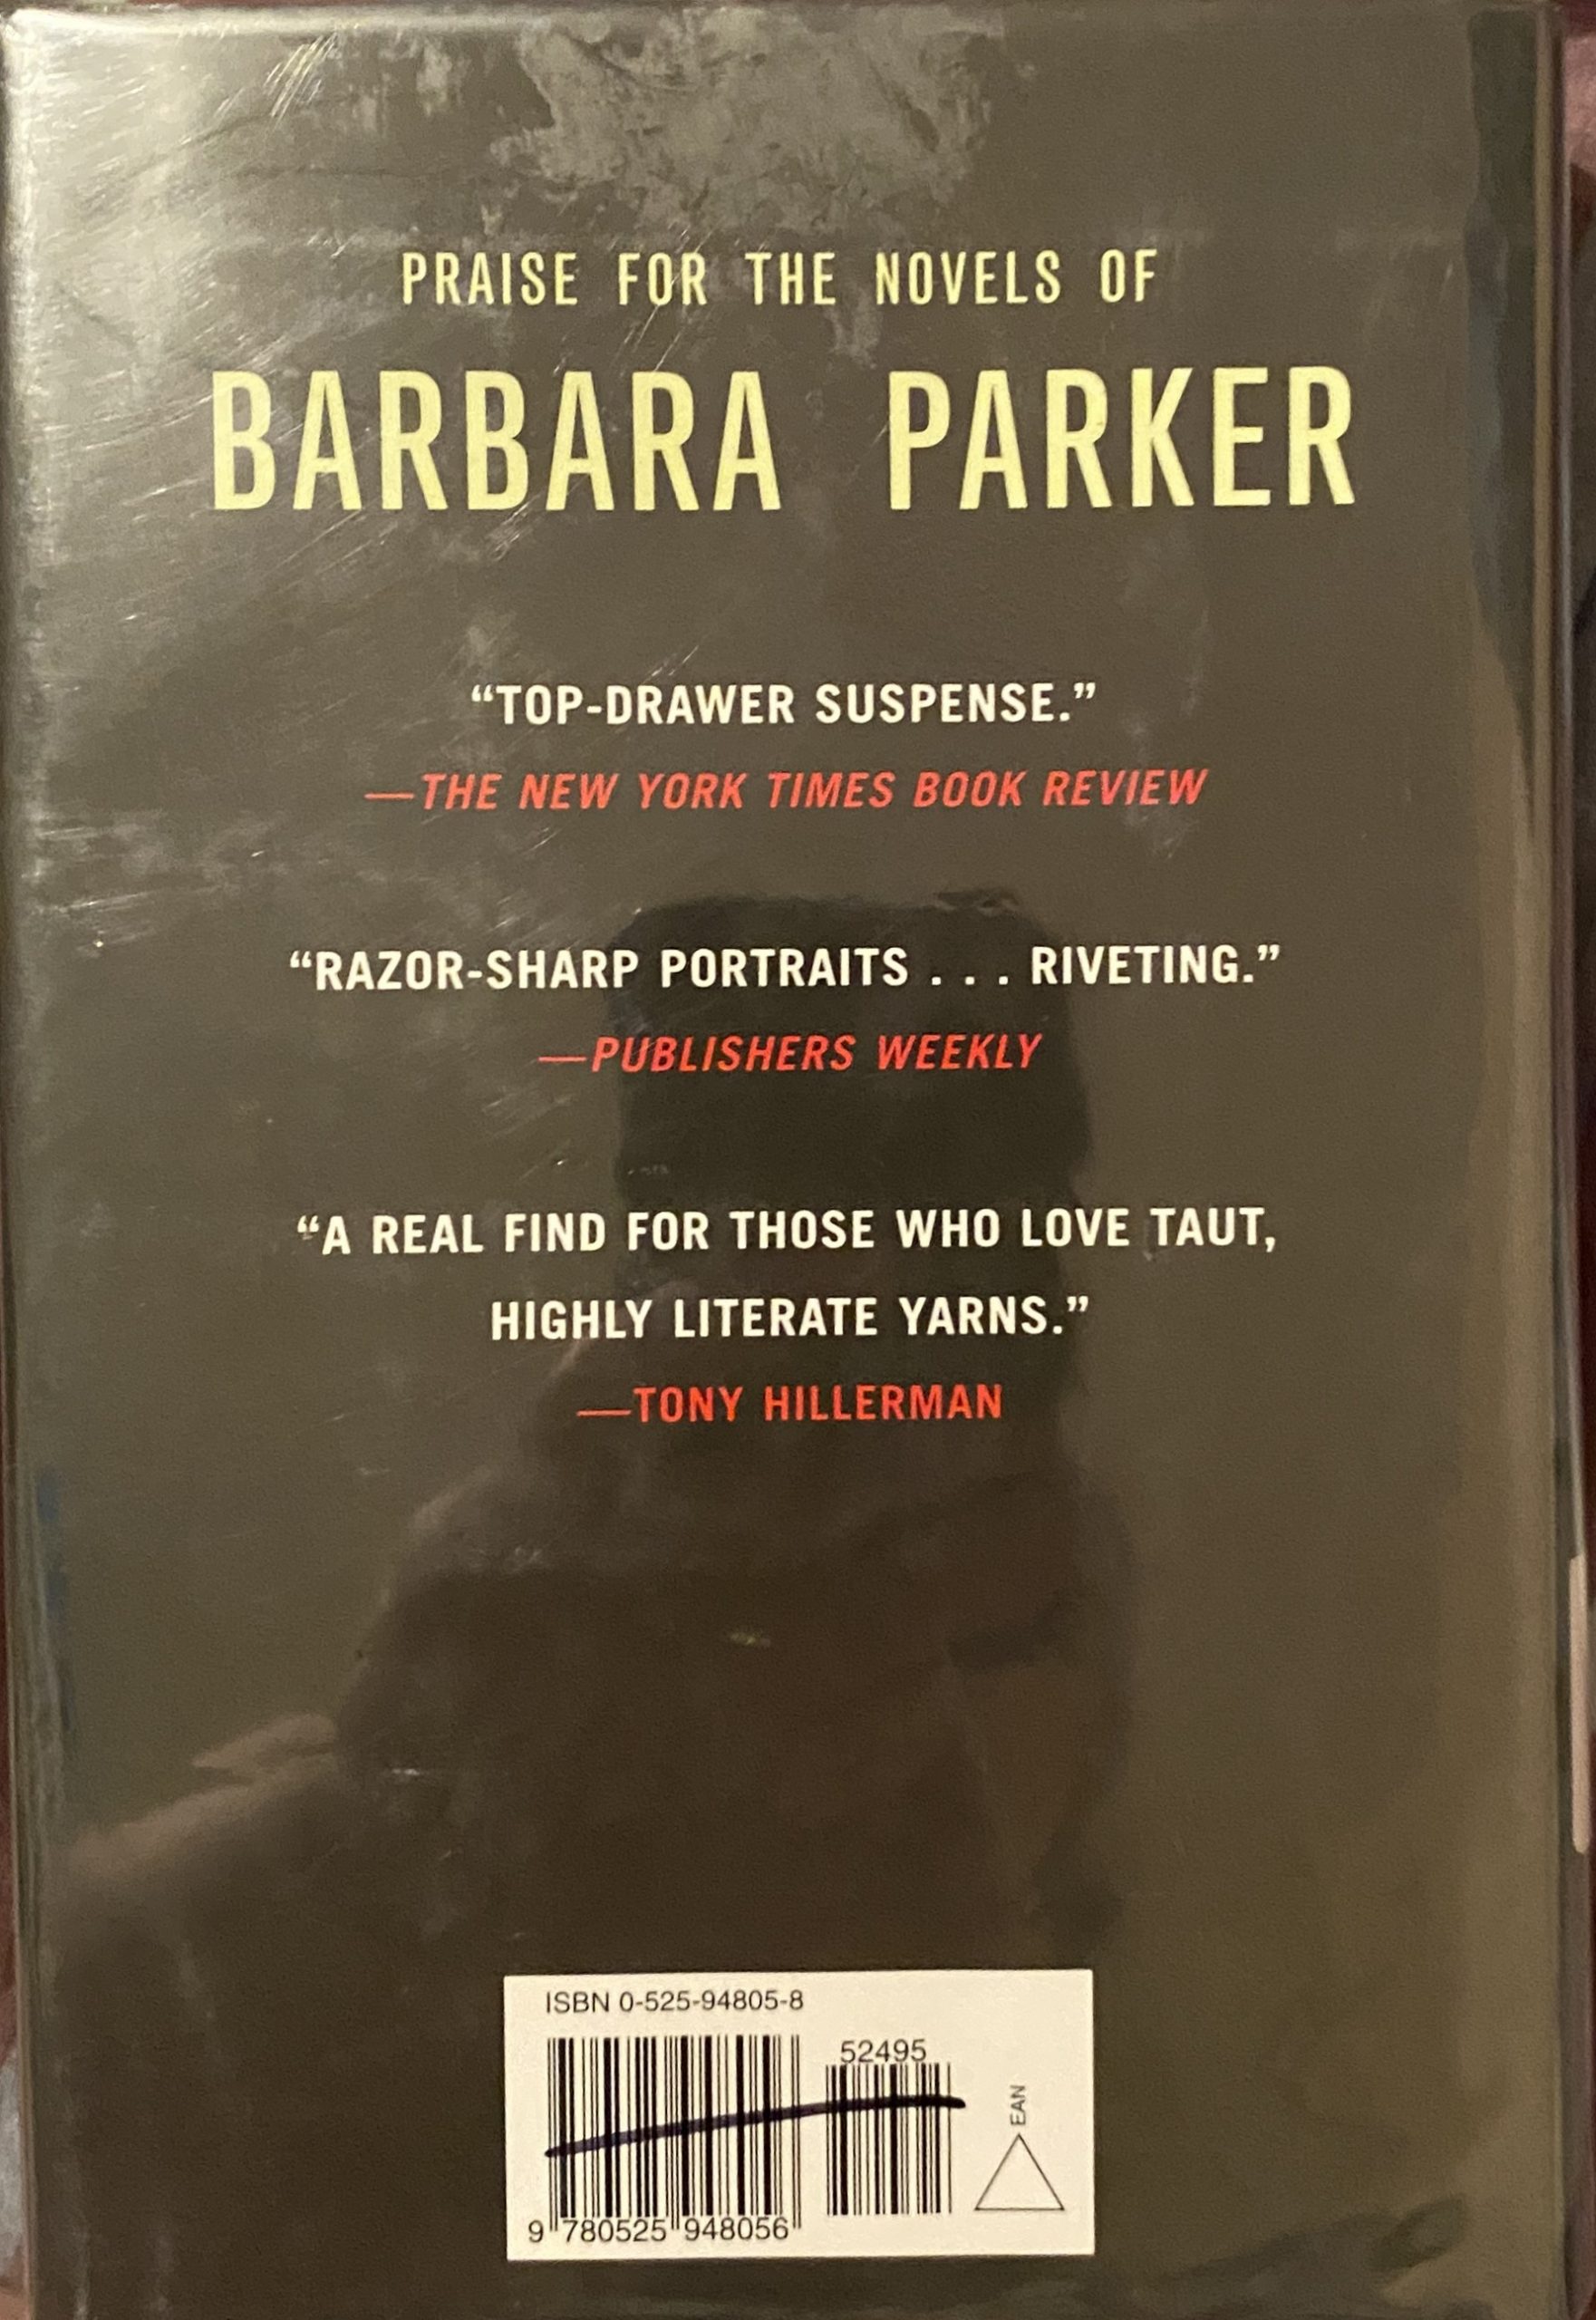 PRAISE FOR THE NOVELS OF
BARBARA PARKER
“TOP-DRAWER SUSPENSE.”
—THE NEW YORK TIMES BOOK REVIEW
“RAZOR-SHARP PORTRAITS . . . RIVETING.”
—PUBLISHERS WEEKLY
“A REAL FIND FOR THOSE WHO LOVE TAUT,
HIGHLY LITERATE YARNS.”
—TONY HILLERMAN
ISBN 0-525-94805-8
52495
EAN
9 780525 948056